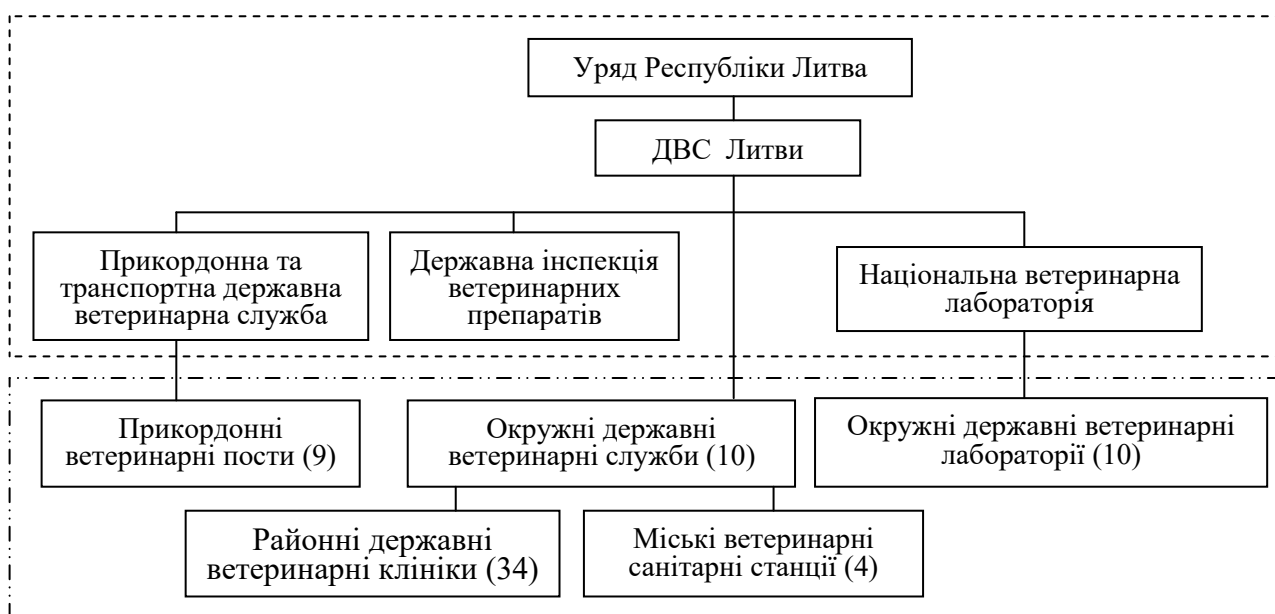 Уряд Республіки Литва
ДВС Литви
Прикордонна та
транспортна державна
ветеринарна служба
Державна інспекція
ветеринарних
препаратів
Національна ветеринарна
лабораторія
Прикордонні
ветеринарні пости (9)
Окружні державні
ветеринарні служби (10)
Окружні державні ветеринарні
лабораторії (10)
Районні державні
ветеринарні клініки (34)
Міські ветеринарні
санітарні станції (4)